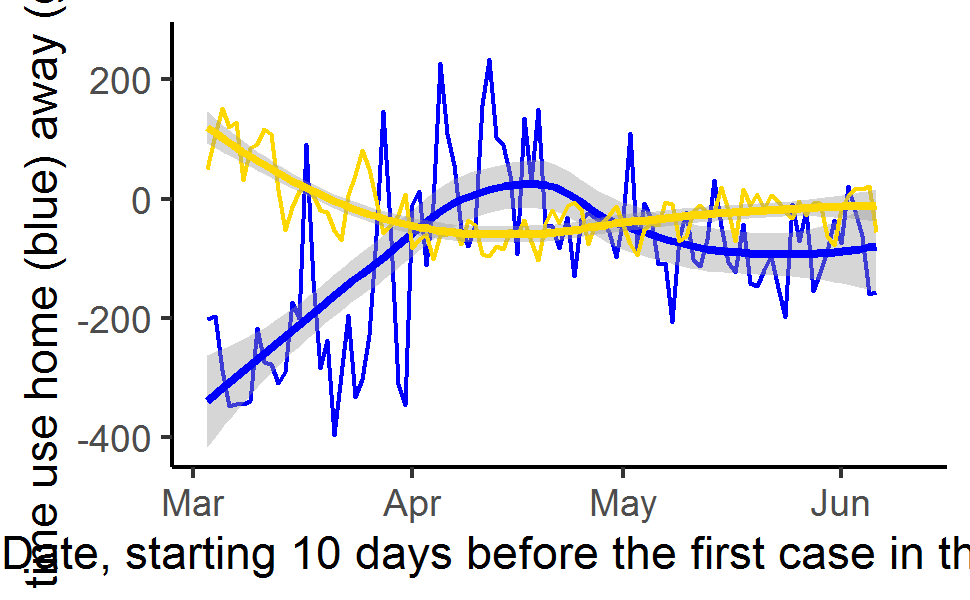 time use home (blue) away (
200
0
-200
-400
Mar Apr May Jun
Date, starting 10 days before the first case in th